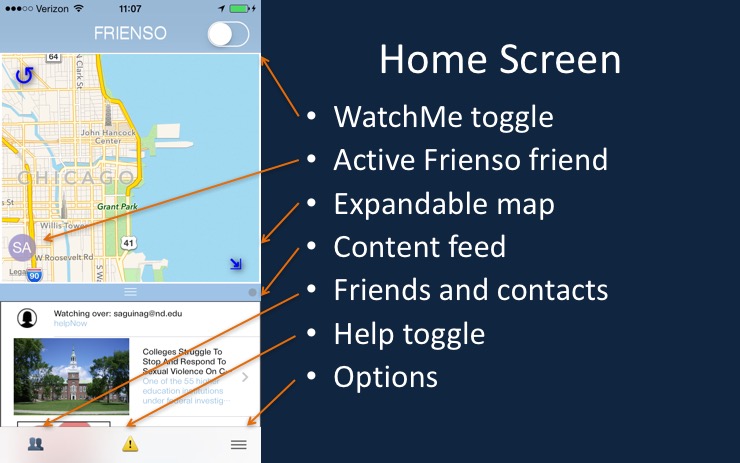 Verizon 11:07
FRIENSO
64
N Clark St
John Hancock
Center
CHICAGO
Grant Park
Willis Tower
SA
41
W Roosevelt Rd
90
Watching over: saguinag@nd.edu
helpNow
Colleges Struggle To
Stop And Respond To
Sexual Violence On C...
One of the 55 higher
education institutions
under federal investig...
Home Screen
• WatchMe toggle
• Active Frienso friend
• Expandable map
• Content feed
• Friends and contacts
• Help toggle
• Options